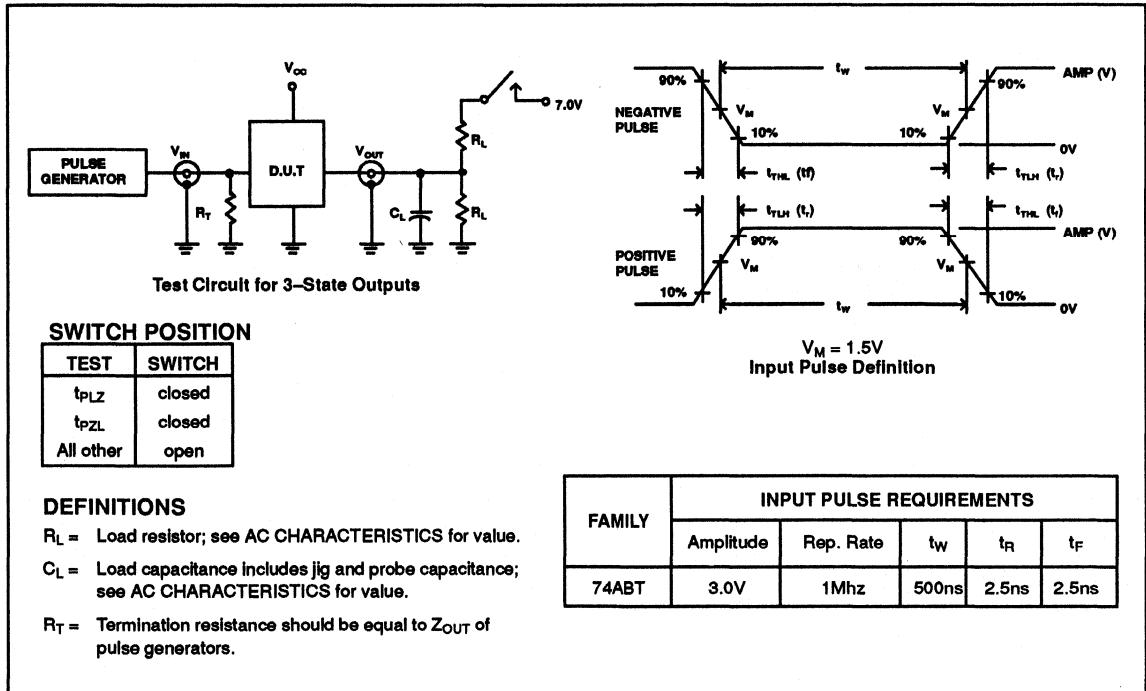 V_CC
7.0V
R_L
PULSE
GENERATOR
V_IN
D.U.T
V_OUT
R_T
C_L
R_L
Test Circuit for 3–State Outputs
NEGATIVE
PULSE
90%
t_W
90%
AMP (V)
V_M
V_M
10%
10%
0V
t_THL (tf)
t_TLH (t_r)
t_TLH (t_r)
t_THL (t_f)
POSITIVE
PULSE
90%
90%
AMP (V)
V_M
V_M
10%
t_W
10%
0V
V_M = 1.5V
Input Pulse Definition
SWITCH POSITION
TEST SWITCH
t_PLZ closed
t_PZL closed
All other open
DEFINITIONS
R_L = Load resistor; see AC CHARACTERISTICS for value.
C_L = Load capacitance includes jig and probe capacitance;
see AC CHARACTERISTICS for value.
R_T = Termination resistance should be equal to Z_OUT of
pulse generators.
FAMILY INPUT PULSE REQUIREMENTS
Amplitude Rep. Rate t_W t_R t_F
74ABT 3.0V 1Mhz 500ns 2.5ns 2.5ns